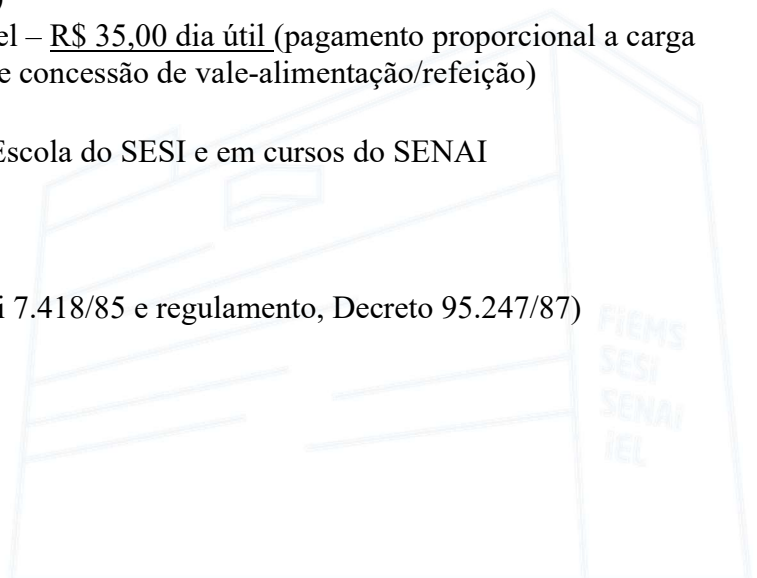 el – R$ 35,00 dia útil (pagamento proporcional a carga
e concessão de vale-alimentação/refeição)
Escola do SESI e em cursos do SENAI
i 7.418/85 e regulamento, Decreto 95.247/87)
FiEMS
SESi
SENAi
iEL